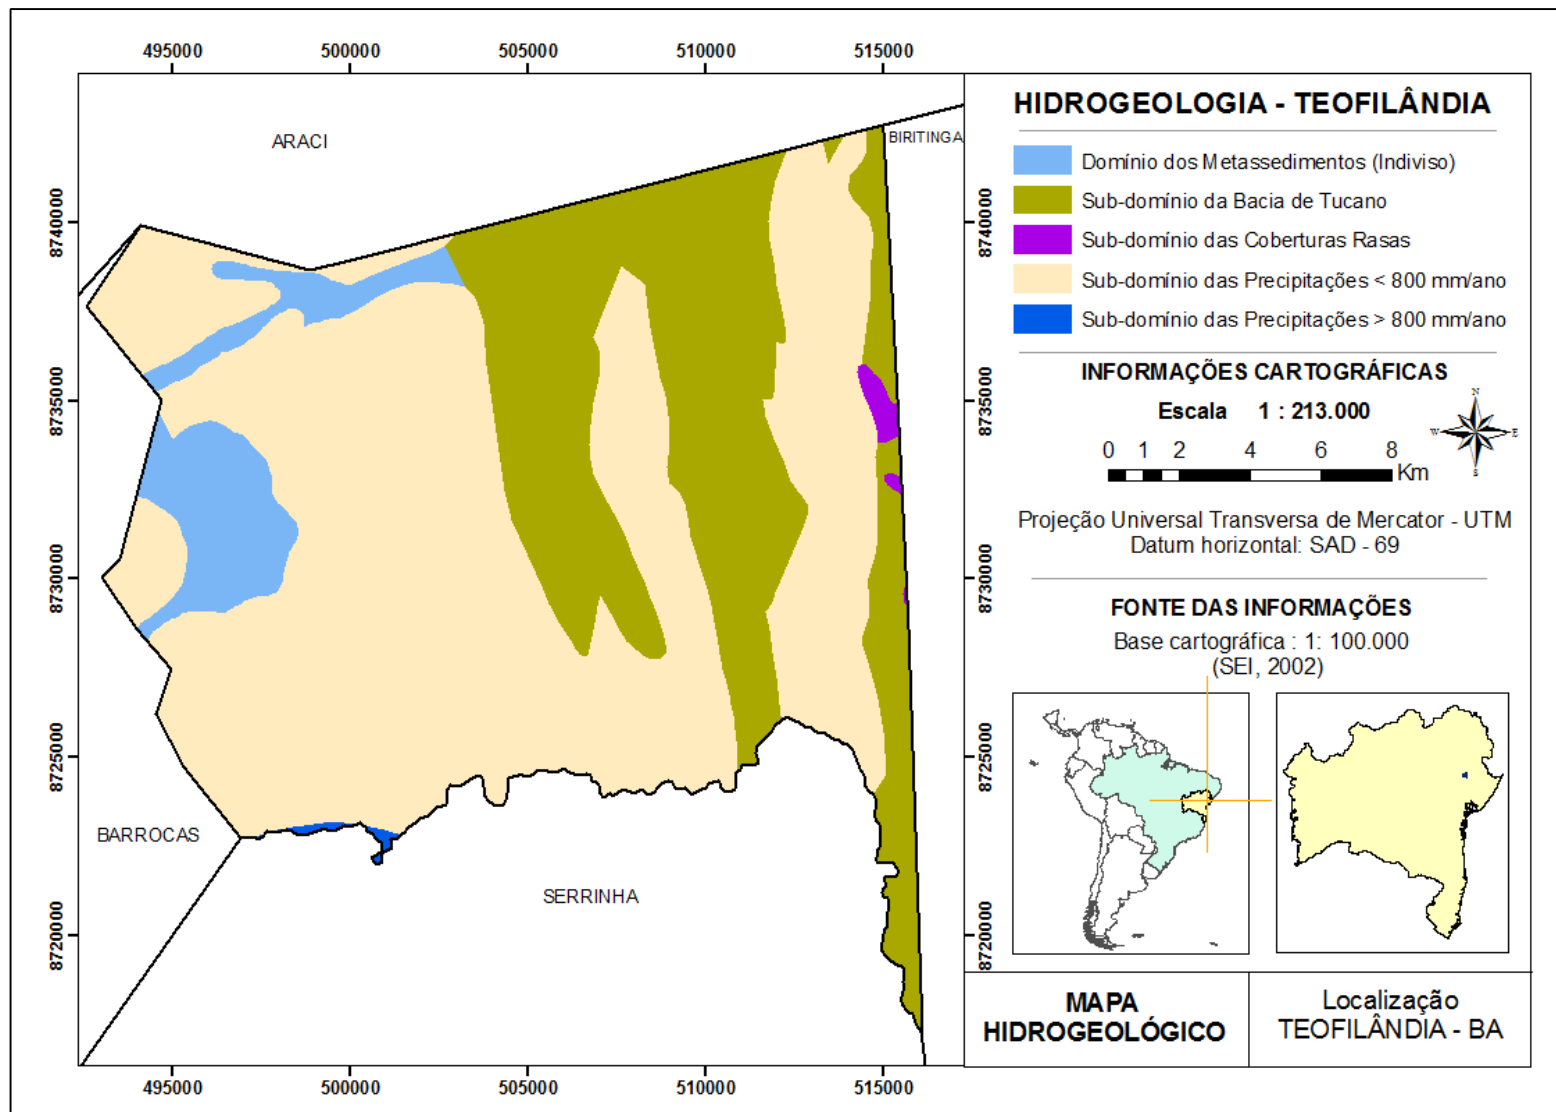 495000 500000 505000 510000 515000
ARACI
BIRITINGA
8740000 8740000
8735000 8735000
8730000 8730000
8725000 8725000
8720000 8720000
BARROCAS
SERRINHA
495000 500000 505000 510000 515000
HIDROGEOLOGIA - TEOFILÂNDIA
Domínio dos Metassedimentos (Indiviso)
Sub-domínio da Bacia de Tucano
Sub-domínio das Coberturas Rasas
Sub-domínio das Precipitações < 800 mm/ano
Sub-domínio das Precipitações > 800 mm/ano
INFORMAÇÕES CARTOGRÁFICAS
Escala 1 : 213.000
N
W E
S
0 1 2 4 6 8
Km
Projeção Universal Transversa de Mercator - UTM
Datum horizontal: SAD - 69
FONTE DAS INFORMAÇÕES
Base cartográfica : 1: 100.000
(SEI, 2002)
MAPA
HIDROGEOLÓGICO
Localização
TEOFILÂNDIA - BA